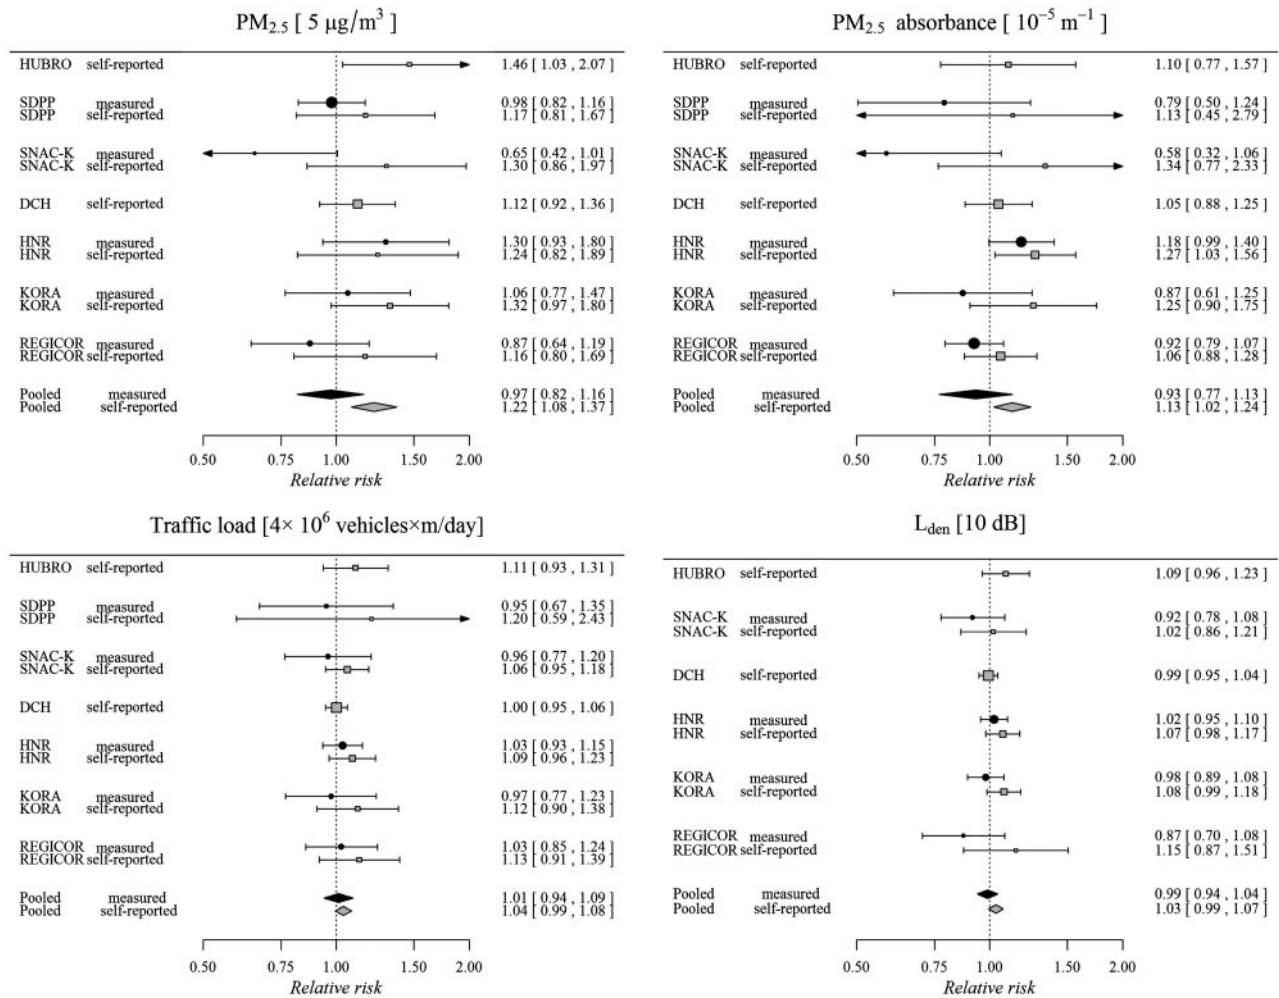 PM2.5 [ 5 μg/m³ ]
HUBRO self-reported 1.46 [ 1.03 , 2.07 ]
SDPP measured 0.98 [ 0.82 , 1.16 ]
SDPP self-reported 1.17 [ 0.81 , 1.67 ]
SNAC-K measured 0.65 [ 0.42 , 1.01 ]
SNAC-K self-reported 1.30 [ 0.86 , 1.97 ]
DCH self-reported 1.12 [ 0.92 , 1.36 ]
HNR measured 1.30 [ 0.93 , 1.80 ]
HNR self-reported 1.24 [ 0.82 , 1.89 ]
KORA measured 1.06 [ 0.77 , 1.47 ]
KORA self-reported 1.32 [ 0.97 , 1.80 ]
REGICOR measured 0.87 [ 0.64 , 1.19 ]
REGICOR self-reported 1.16 [ 0.80 , 1.69 ]
Pooled measured 0.97 [ 0.82 , 1.16 ]
Pooled self-reported 1.22 [ 1.08 , 1.37 ]
0.50 0.75 1.00 1.50 2.00
Relative risk
PM2.5 absorbance [ 10⁻⁵ m⁻¹ ]
HUBRO self-reported 1.10 [ 0.77 , 1.57 ]
SDPP measured 0.79 [ 0.50 , 1.24 ]
SDPP self-reported 1.13 [ 0.45 , 2.79 ]
SNAC-K measured 0.58 [ 0.32 , 1.06 ]
SNAC-K self-reported 1.34 [ 0.77 , 2.33 ]
DCH self-reported 1.05 [ 0.88 , 1.25 ]
HNR measured 1.18 [ 0.99 , 1.40 ]
HNR self-reported 1.27 [ 1.03 , 1.56 ]
KORA measured 0.87 [ 0.61 , 1.25 ]
KORA self-reported 1.25 [ 0.90 , 1.75 ]
REGICOR measured 0.92 [ 0.79 , 1.07 ]
REGICOR self-reported 1.06 [ 0.88 , 1.28 ]
Pooled measured 0.93 [ 0.77 , 1.13 ]
Pooled self-reported 1.13 [ 1.02 , 1.24 ]
0.50 0.75 1.00 1.50 2.00
Relative risk
Traffic load [4× 10⁶ vehicles×m/day]
HUBRO self-reported 1.11 [ 0.93 , 1.31 ]
SDPP measured 0.95 [ 0.67 , 1.35 ]
SDPP self-reported 1.20 [ 0.59 , 2.43 ]
SNAC-K measured 0.96 [ 0.77 , 1.20 ]
SNAC-K self-reported 1.06 [ 0.95 , 1.18 ]
DCH self-reported 1.00 [ 0.95 , 1.06 ]
HNR measured 1.03 [ 0.93 , 1.15 ]
HNR self-reported 1.09 [ 0.96 , 1.23 ]
KORA measured 0.97 [ 0.77 , 1.23 ]
KORA self-reported 1.12 [ 0.90 , 1.38 ]
REGICOR measured 1.03 [ 0.85 , 1.24 ]
REGICOR self-reported 1.13 [ 0.91 , 1.39 ]
Pooled measured 1.01 [ 0.94 , 1.09 ]
Pooled self-reported 1.04 [ 0.99 , 1.08 ]
0.50 0.75 1.00 1.50 2.00
Relative risk
Lden [10 dB]
HUBRO self-reported 1.09 [ 0.96 , 1.23 ]
SNAC-K measured 0.92 [ 0.78 , 1.08 ]
SNAC-K self-reported 1.02 [ 0.86 , 1.21 ]
DCH self-reported 0.99 [ 0.95 , 1.04 ]
HNR measured 1.02 [ 0.95 , 1.10 ]
HNR self-reported 1.07 [ 0.98 , 1.17 ]
KORA measured 0.98 [ 0.89 , 1.08 ]
KORA self-reported 1.08 [ 0.99 , 1.18 ]
REGICOR measured 0.87 [ 0.70 , 1.08 ]
REGICOR self-reported 1.15 [ 0.87 , 1.51 ]
Pooled measured 0.99 [ 0.94 , 1.04 ]
Pooled self-reported 1.03 [ 0.99 , 1.07 ]
0.50 0.75 1.00 1.50 2.00
Relative risk